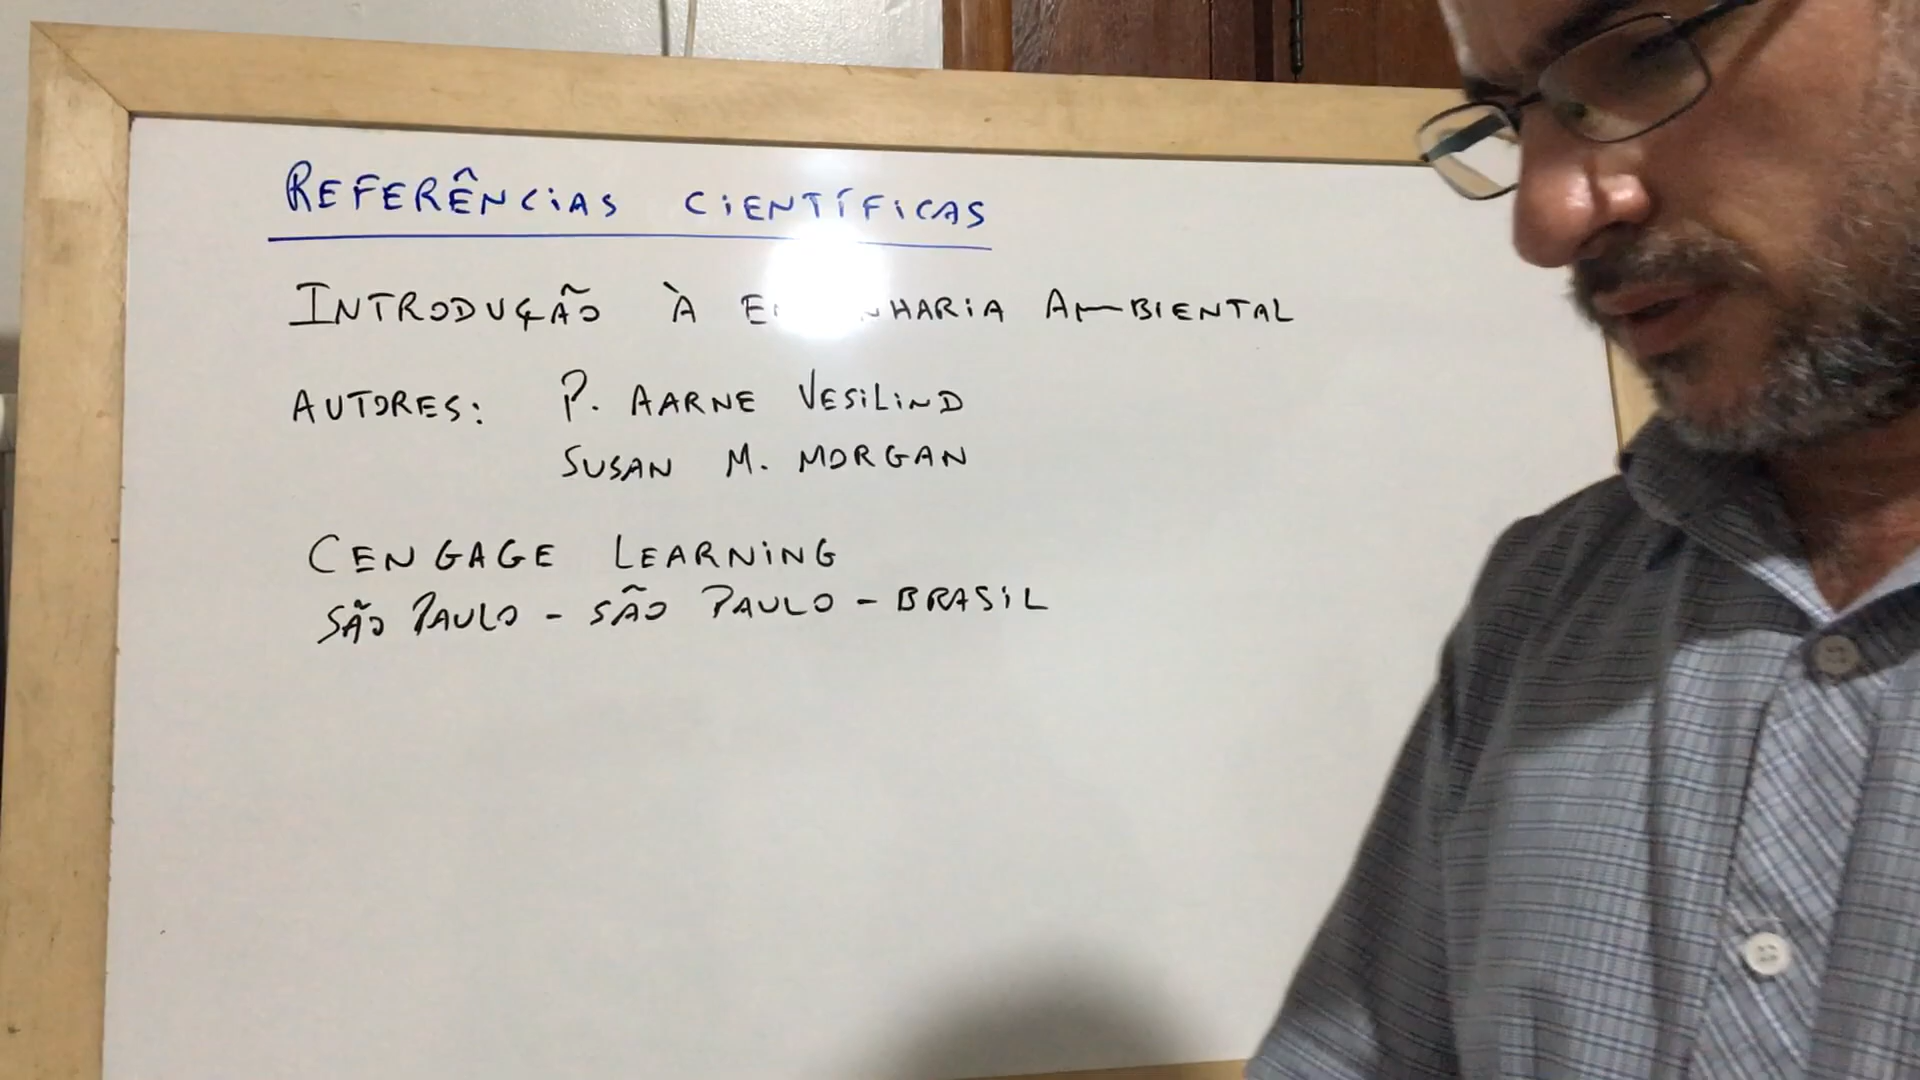 REFERÊNCIAS CIENTÍFICAS
INTRODUÇÃO À AMBIENTAL
AUTORES: P. AARNE VESILIND
SUSAN M. MORGAN
CENGAGE LEARNING
SÃO PAULO - SÃO PAULO - BRASIL